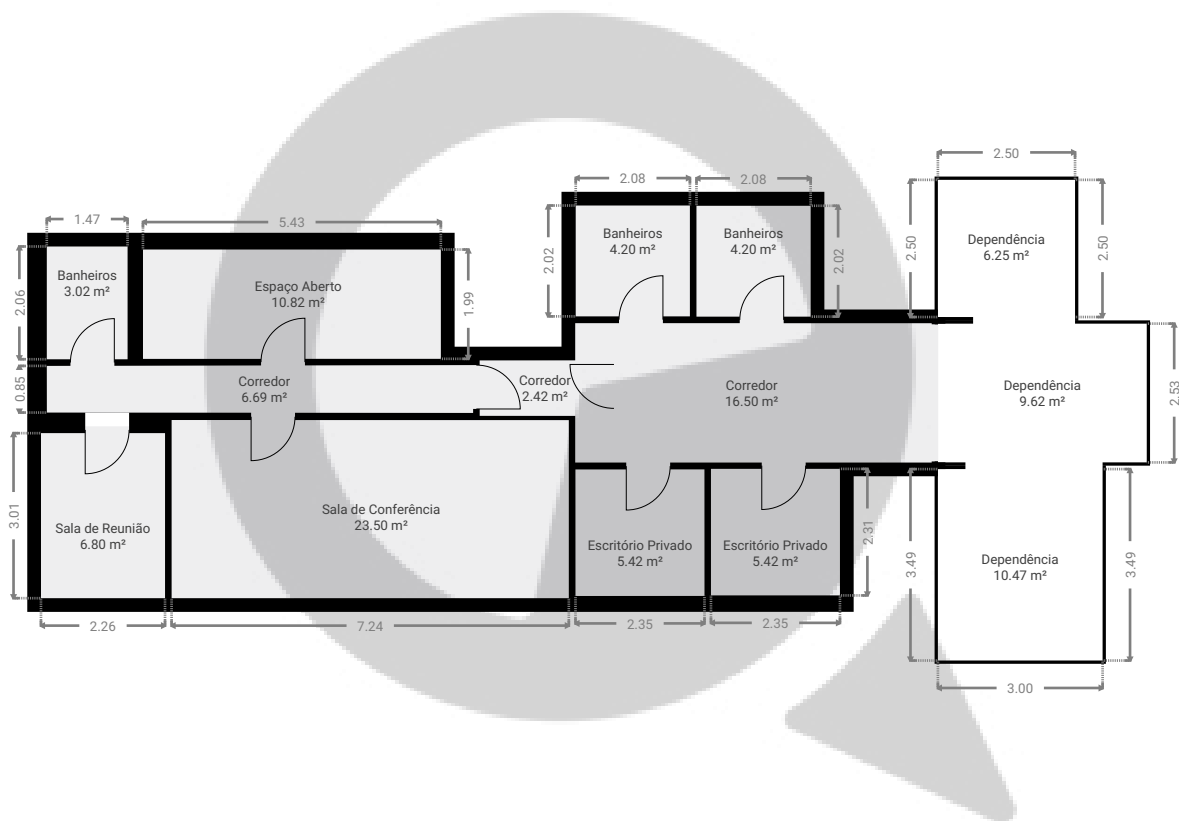 2.50
2.08
2.08
1.47
5.43
2.50
2.50
2.02
2.02
Banheiros
4.20 m²
Banheiros
4.20 m²
Dependência
6.25 m²
Banheiros
3.02 m²
Espaço Aberto
10.82 m²
2.06
1.99
0.85
Corredor
6.69 m²
Corredor
2.42 m²
Corredor
16.50 m²
Dependência
9.62 m²
2.53
3.01
Sala de Reunião
6.80 m²
Sala de Conferência
23.50 m²
Escritório Privado
5.42 m²
Escritório Privado
5.42 m²
2.31
3.49
Dependência
10.47 m²
3.49
2.26
7.24
2.35
2.35
3.00